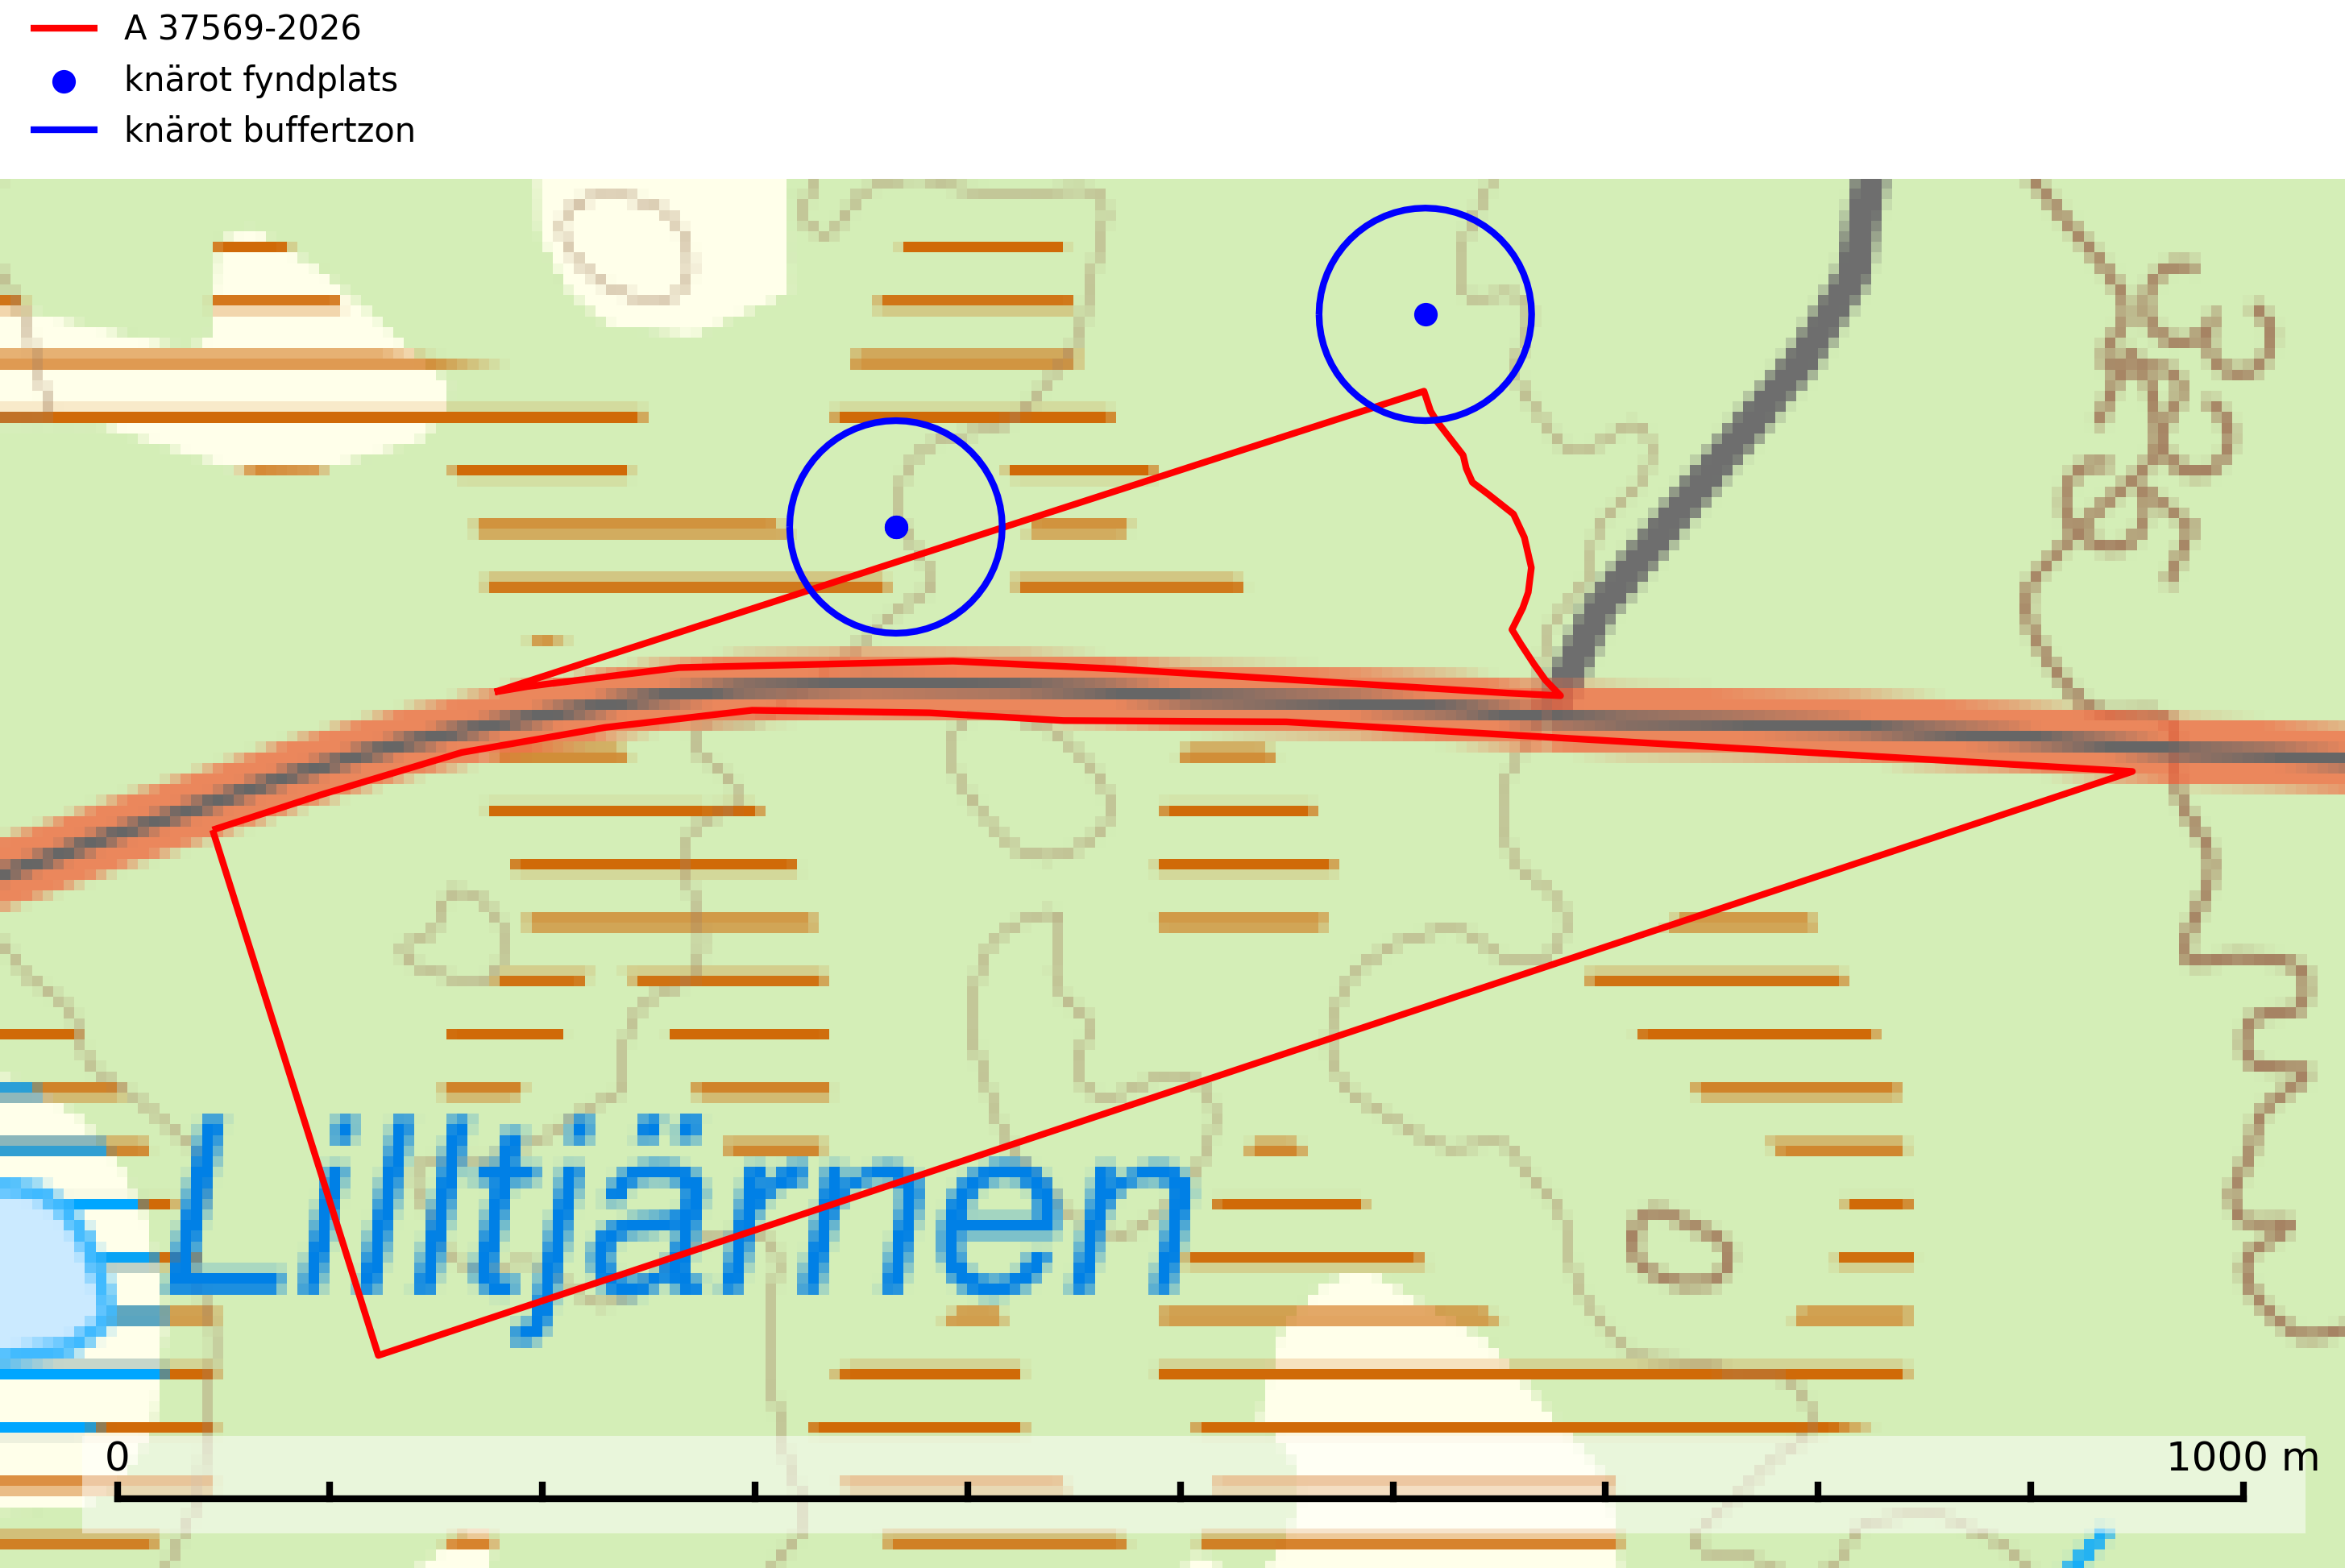 A 37569-2026
knärot fyndplats
knärot buffertzon
Lilltjärnen
0 1000 m